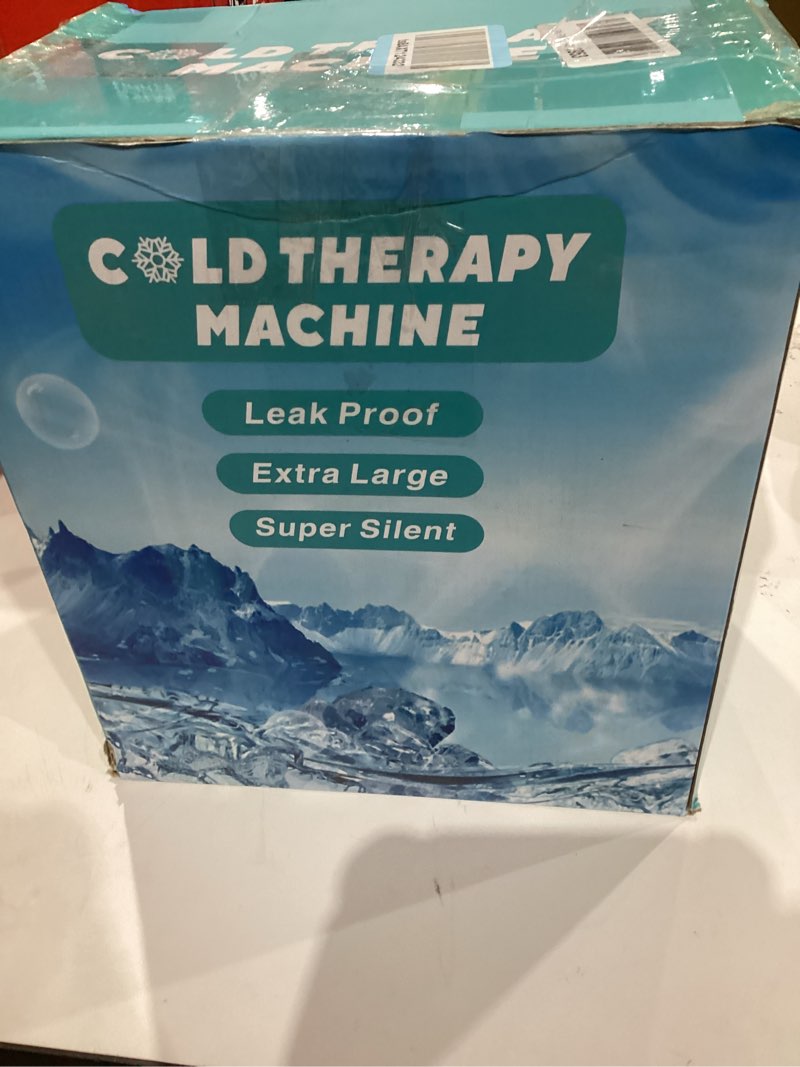 COLD THERAPY
MACHINE
Leak Proof
Extra Large
Super Silent